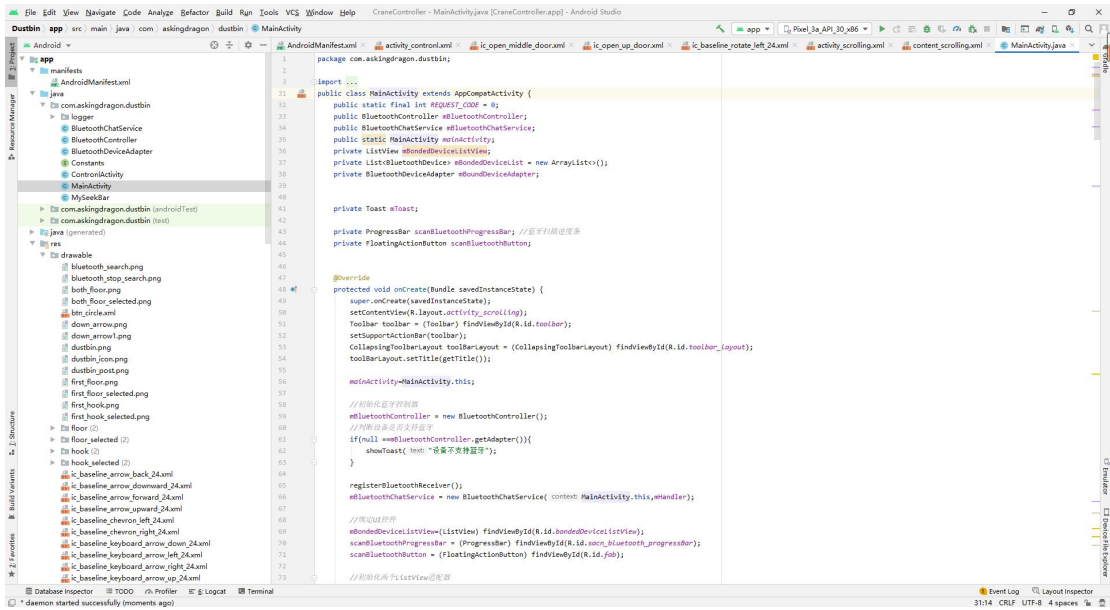 File Edit View Navigate Code Analyze Refactor Build Run Tools VCS Window Help CraneController - MainActivity.java [CraneController.app] - Android Studio
Dustbin app src main java com askingdragon dustbin MainActivity
app Pixel_3a_API_30_x86
Android
AndroidManifest.xml activity_contronl.xml ic_open_middle_door.xml ic_open_up_door.xml ic_baseline_rotate_left_24.xml activity_scrolling.xml content_scrolling.xml MainActivity.java
1: Project
Resource Manager
Z: Structure
Build Variants
2: Favorites
app
manifests
AndroidManifest.xml
java
com.askingdragon.dustbin
logger
BluetoothChatService
BluetoothController
BluetoothDeviceAdapter
Constants
ContronlActivity
MainActivity
MySeekBar
com.askingdragon.dustbin (androidTest)
com.askingdragon.dustbin (test)
java (generated)
res
drawable
bluetooth_search.png
bluetooth_stop_search.png
both_floor.png
both_floor_selected.png
btn_circle.xml
down_arrow.png
down_arrow1.png
dustbin.png
dustbin_icon.png
dustbin_post.png
first_floor.png
first_floor_selected.png
first_hook.png
first_hook_selected.png
floor (2)
floor_selected (2)
hook (2)
hook_selected (2)
ic_baseline_arrow_back_24.xml
ic_baseline_arrow_downward_24.xml
ic_baseline_arrow_forward_24.xml
ic_baseline_arrow_upward_24.xml
ic_baseline_chevron_left_24.xml
ic_baseline_chevron_right_24.xml
ic_baseline_keyboard_arrow_down_24.xml
ic_baseline_keyboard_arrow_left_24.xml
ic_baseline_keyboard_arrow_right_24.xml
ic_baseline_keyboard_arrow_up_24.xml
1 package com.askingdragon.dustbin;
2
3 import ...
31 public class MainActivity extends AppCompatActivity {
32 public static final int REQUEST_CODE = 0;
33 public BluetoothController mBluetoothController;
34 public BluetoothChatService mBluetoothChatService;
35 public static MainActivity mainActivity;
36 private ListView mBondedDeviceListView;
37 private List<BluetoothDevice> mBondedDeviceList = new ArrayList<>();
38 private BluetoothDeviceAdapter mBoundDeviceAdapter;
39
40
41 private Toast mToast;
42
43 private ProgressBar scanBluetoothProgressBar; //蓝牙扫描进度条
44 private FloatingActionButton scanBluetoothButton;
45
46
47 @Override
48 protected void onCreate(Bundle savedInstanceState) {
49 super.onCreate(savedInstanceState);
50 setContentView(R.layout.activity_scrolling);
51 Toolbar toolbar = (Toolbar) findViewById(R.id.toolbar);
52 setSupportActionBar(toolbar);
53 CollapsingToolbarLayout toolBarLayout = (CollapsingToolbarLayout) findViewById(R.id.toolbar_layout);
54 toolBarLayout.setTitle(getTitle());
55
56 mainActivity=MainActivity.this;
57
58 //初始化蓝牙控制器
59 mBluetoothController = new BluetoothController();
60 //判断设备是否支持蓝牙
61 if(null ==mBluetoothController.getAdapter()){
62 showToast( text: "设备不支持蓝牙");
63 }
64
65 registerBluetoothReceiver();
66 mBluetoothChatService = new BluetoothChatService( context: MainActivity.this,mHandler);
67
68 //绑定UI控件
69 mBondedDeviceListView=(ListView) findViewById(R.id.bondedDeviceListView);
70 scanBluetoothProgressBar = (ProgressBar) findViewById(R.id.sacn_bluetooth_progressBar);
71 scanBluetoothButton = (FloatingActionButton) findViewById(R.id.fab);
72
73 //初始化两个ListView适配器
Gradle
Emulator
Device File Explorer
Database Inspector TODO Profiler 6: Logcat Terminal Event Log Layout Inspector
* daemon started successfully (moments ago) 31:14 CRLF UTF-8 4 spaces